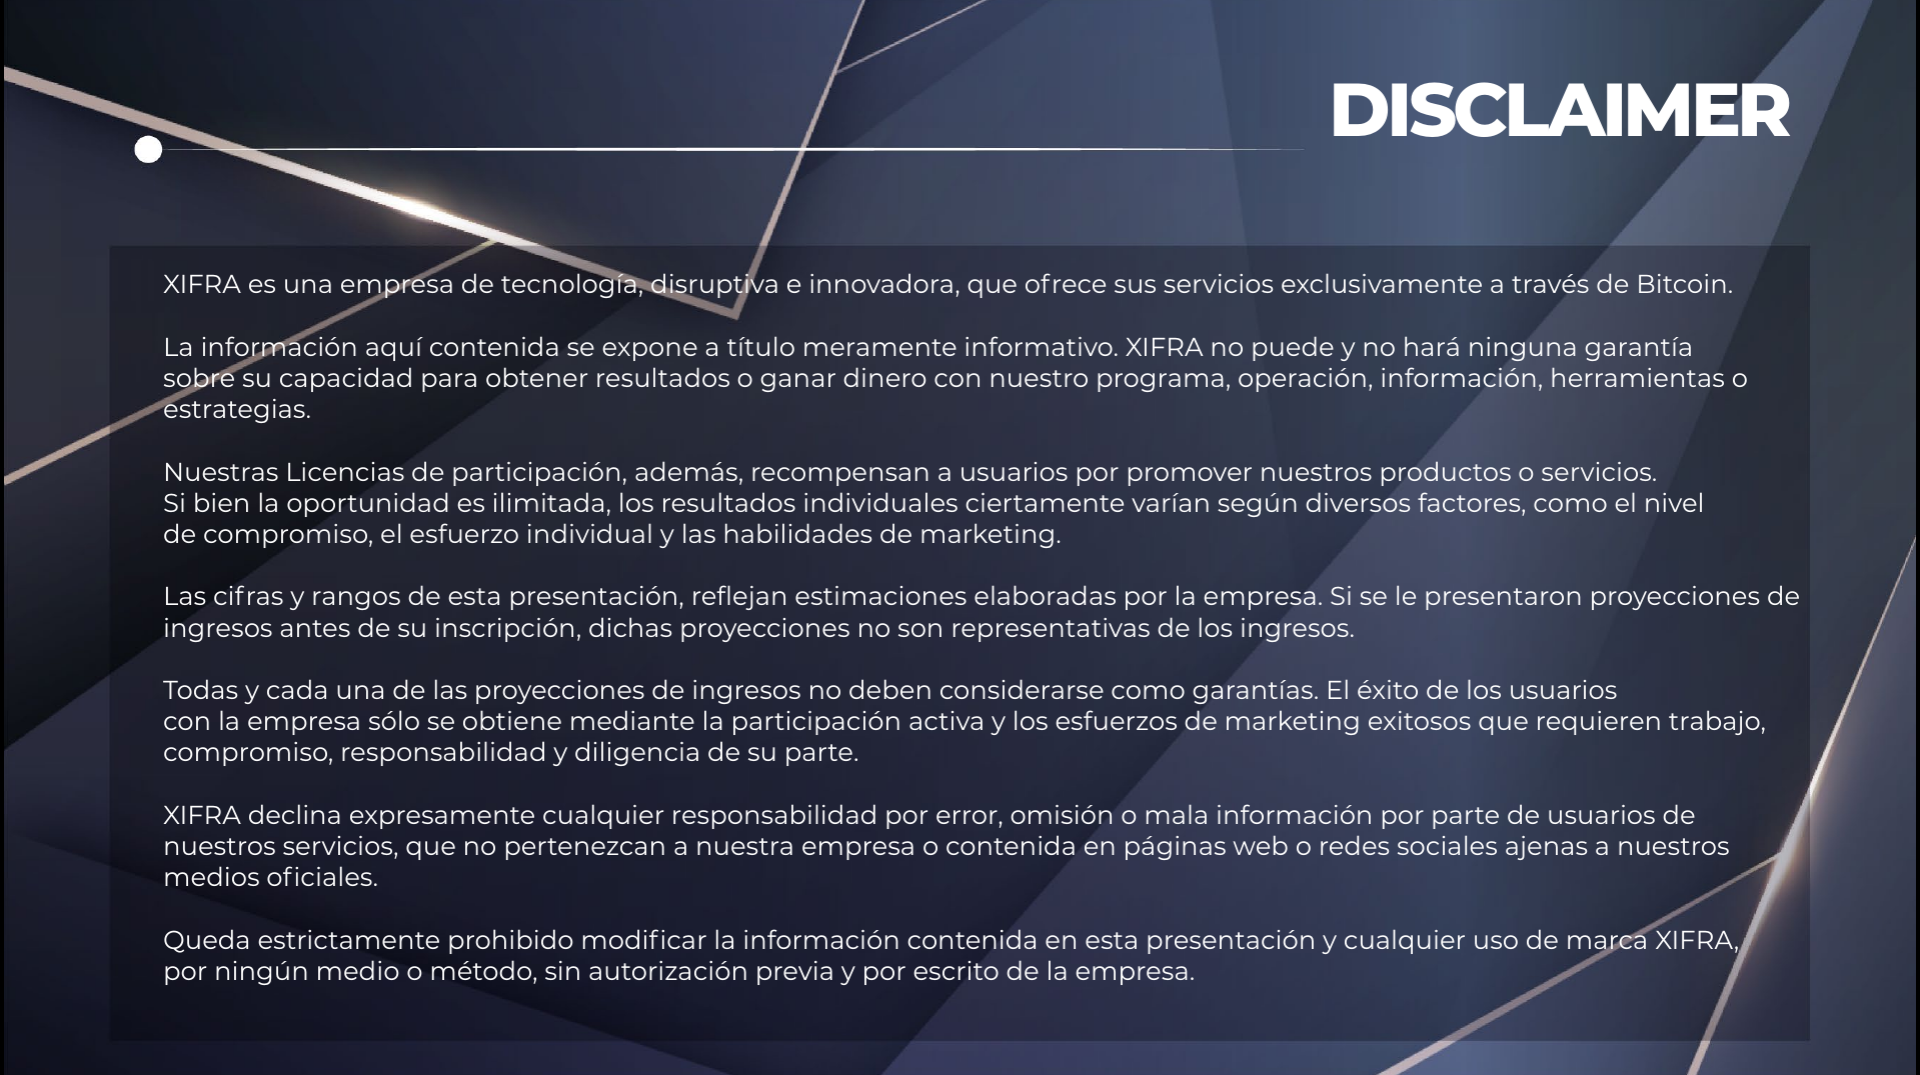 DISCLAIMER
XIFRA es una empresa de tecnología, disruptiva e innovadora, que ofrece sus servicios exclusivamente a través de Bitcoin.
La información aquí contenida se expone a título meramente informativo. XIFRA no puede y no hará ninguna garantía
sobre su capacidad para obtener resultados o ganar dinero con nuestro programa, operación, información, herramientas o
estrategias.
Nuestras Licencias de participación, además, recompensan a usuarios por promover nuestros productos o servicios.
Si bien la oportunidad es ilimitada, los resultados individuales ciertamente varían según diversos factores, como el nivel
de compromiso, el esfuerzo individual y las habilidades de marketing.
Las cifras y rangos de esta presentación, reflejan estimaciones elaboradas por la empresa. Si se le presentaron proyecciones de
ingresos antes de su inscripción, dichas proyecciones no son representativas de los ingresos.
Todas y cada una de las proyecciones de ingresos no deben considerarse como garantías. El éxito de los usuarios
con la empresa sólo se obtiene mediante la participación activa y los esfuerzos de marketing exitosos que requieren trabajo,
compromiso, responsabilidad y diligencia de su parte.
XIFRA declina expresamente cualquier responsabilidad por error, omisión o mala información por parte de usuarios de
nuestros servicios, que no pertenezcan a nuestra empresa o contenida en páginas web o redes sociales ajenas a nuestros
medios oficiales.
Queda estrictamente prohibido modificar la información contenida en esta presentación y cualquier uso de marca XIFRA,
por ningún medio o método, sin autorización previa y por escrito de la empresa.